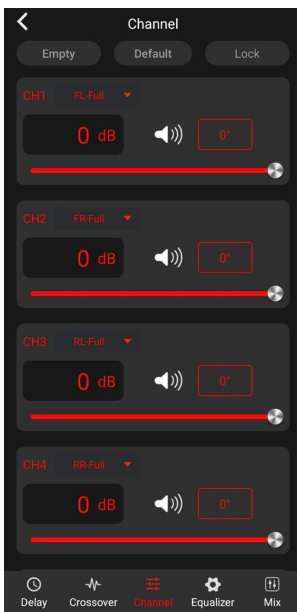 Channel
Empty Default Lock
CH1 FL-Full
0 dB 0°
CH2 FR-Full
0 dB 0°
CH3 RL-Full
0 dB 0°
CH4 RR-Full
0 dB 0°
Delay Crossover Channel Equalizer Mix